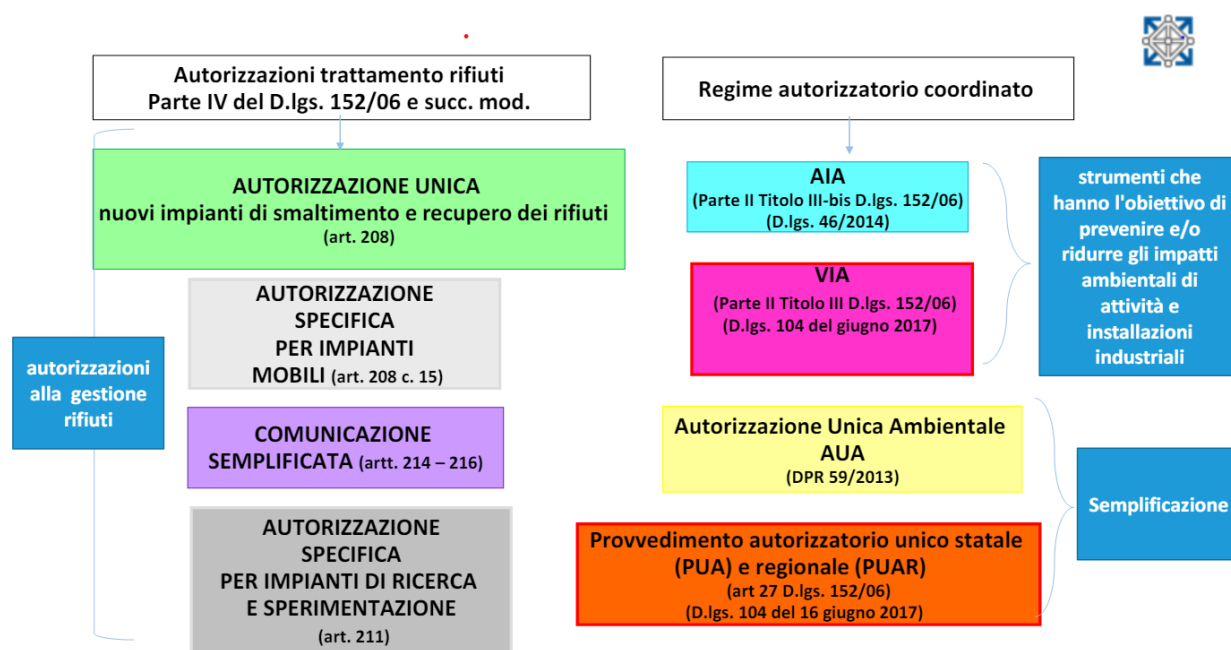 Autorizzazioni trattamento rifiuti
Parte IV del D.lgs. 152/06 e succ. mod.
AUTORIZZAZIONE UNICA
nuovi impianti di smaltimento e recupero dei rifiuti
(art. 208)
AUTORIZZAZIONE
SPECIFICA
PER IMPIANTI
MOBILI (art. 208 c. 15)
autorizzazioni
alla gestione
rifiuti
COMUNICAZIONE
SEMPLIFICATA (artt. 214 – 216)
AUTORIZZAZIONE
SPECIFICA
PER IMPIANTI DI RICERCA
E SPERIMENTAZIONE
(art. 211)
Regime autorizzatorio coordinato
AIA
(Parte II Titolo III-bis D.lgs. 152/06)
(D.lgs. 46/2014)
VIA
(Parte II Titolo III D.lgs. 152/06)
(D.lgs. 104 del giugno 2017)
strumenti che
hanno l'obiettivo di
prevenire e/o
ridurre gli impatti
ambientali di
attività e
installazioni
industriali
Autorizzazione Unica Ambientale
AUA
(DPR 59/2013)
Provvedimento autorizzatorio unico statale
(PUA) e regionale (PUAR)
(art 27 D.lgs. 152/06)
(D.lgs. 104 del 16 giugno 2017)
Semplificazione